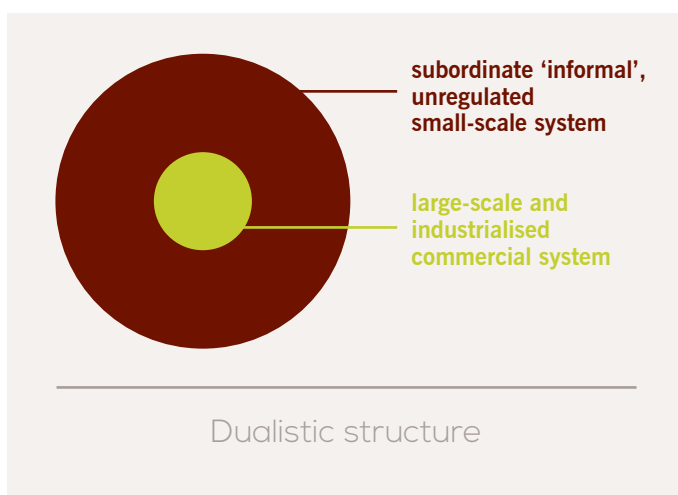 subordinate ‘informal’,
unregulated
small-scale system
large-scale and
industrialised
commercial system
Dualistic structure